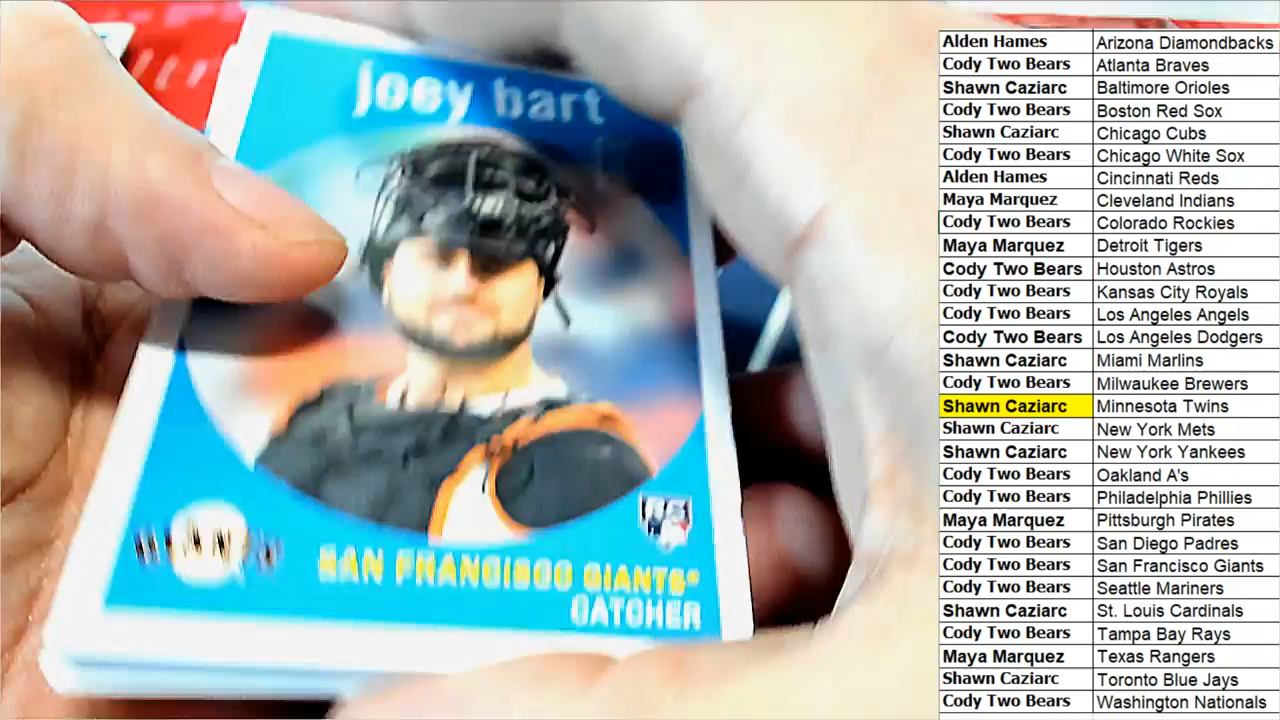 joey bart
SAN FRANCISCO GIANTS
CATCHER
Alden Hames Arizona Diamondbacks
Cody Two Bears Atlanta Braves
Shawn Caziarc Baltimore Orioles
Cody Two Bears Boston Red Sox
Shawn Caziarc Chicago Cubs
Cody Two Bears Chicago White Sox
Alden Hames Cincinnati Reds
Maya Marquez Cleveland Indians
Cody Two Bears Colorado Rockies
Maya Marquez Detroit Tigers
Cody Two Bears Houston Astros
Cody Two Bears Kansas City Royals
Cody Two Bears Los Angeles Angels
Cody Two Bears Los Angeles Dodgers
Shawn Caziarc Miami Marlins
Cody Two Bears Milwaukee Brewers
Shawn Caziarc Minnesota Twins
Shawn Caziarc New York Mets
Shawn Caziarc New York Yankees
Cody Two Bears Oakland A's
Cody Two Bears Philadelphia Phillies
Maya Marquez Pittsburgh Pirates
Cody Two Bears San Diego Padres
Cody Two Bears San Francisco Giants
Cody Two Bears Seattle Mariners
Shawn Caziarc St. Louis Cardinals
Cody Two Bears Tampa Bay Rays
Maya Marquez Texas Rangers
Shawn Caziarc Toronto Blue Jays
Cody Two Bears Washington Nationals